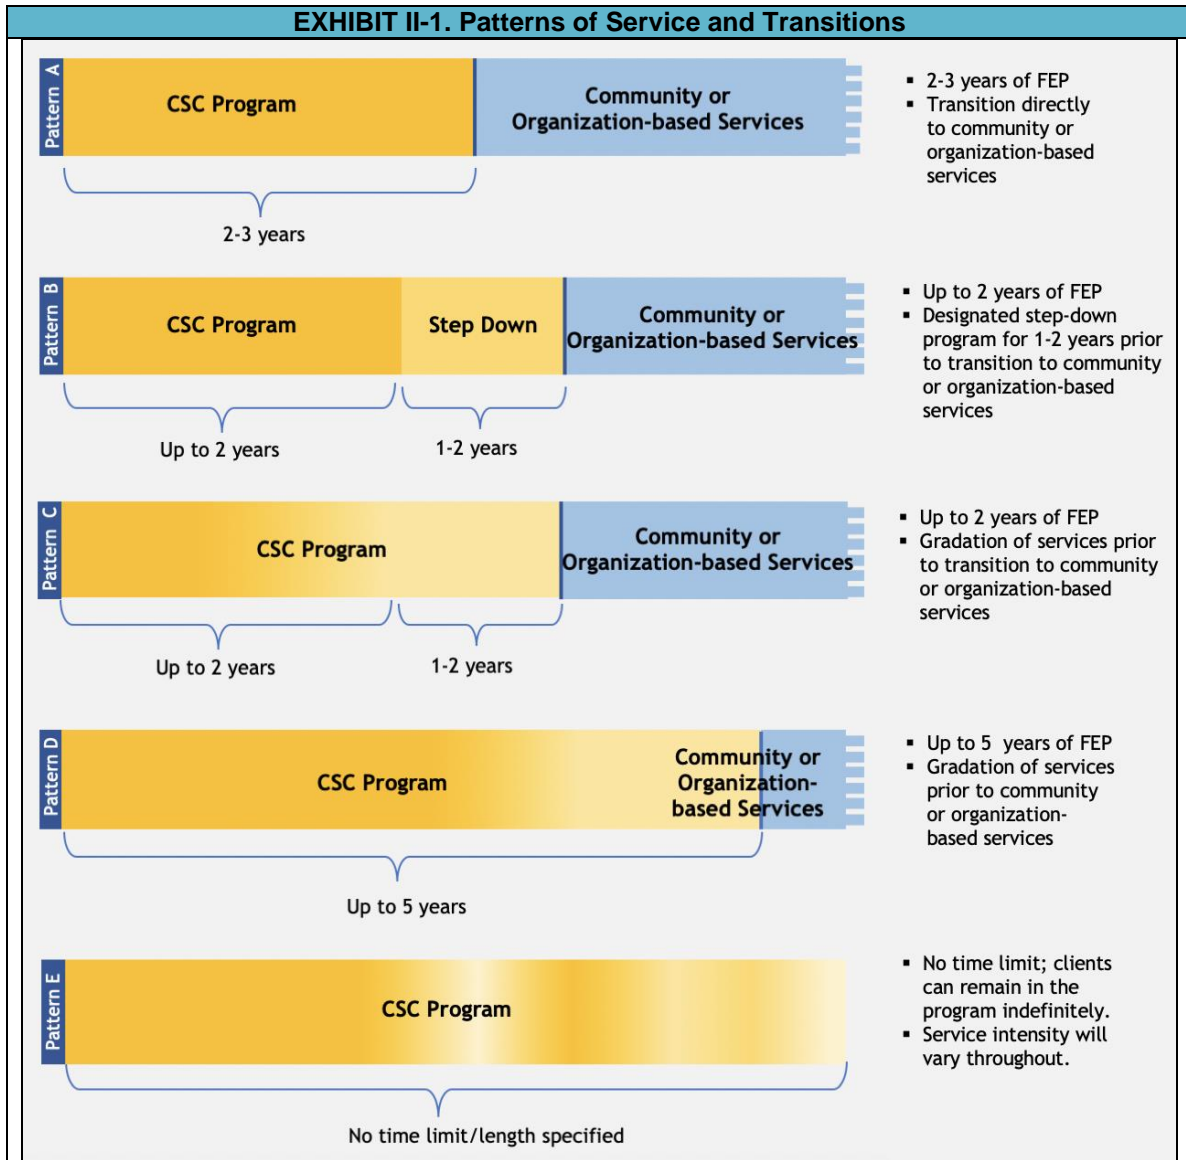 EXHIBIT II-1. Patterns of Service and Transitions
Pattern A
CSC Program
Community or
Organization-based Services
2-3 years
▪ 2-3 years of FEP
▪ Transition directly
to community or
organization-based
services
Pattern B
CSC Program
Step Down
Community or
Organization-based Services
Up to 2 years
1-2 years
▪ Up to 2 years of FEP
▪ Designated step-down
program for 1-2 years prior
to transition to community
or organization-based
services
Pattern C
CSC Program
Community or
Organization-based Services
Up to 2 years
1-2 years
▪ Up to 2 years of FEP
▪ Gradation of services prior
to transition to community
or organization-based
services
Pattern D
CSC Program
Community or
Organization-
based Services
Up to 5 years
▪ Up to 5 years of FEP
▪ Gradation of services
prior to community
or organization-
based services
Pattern E
CSC Program
No time limit/length specified
▪ No time limit; clients
can remain in the
program indefinitely.
▪ Service intensity will
vary throughout.